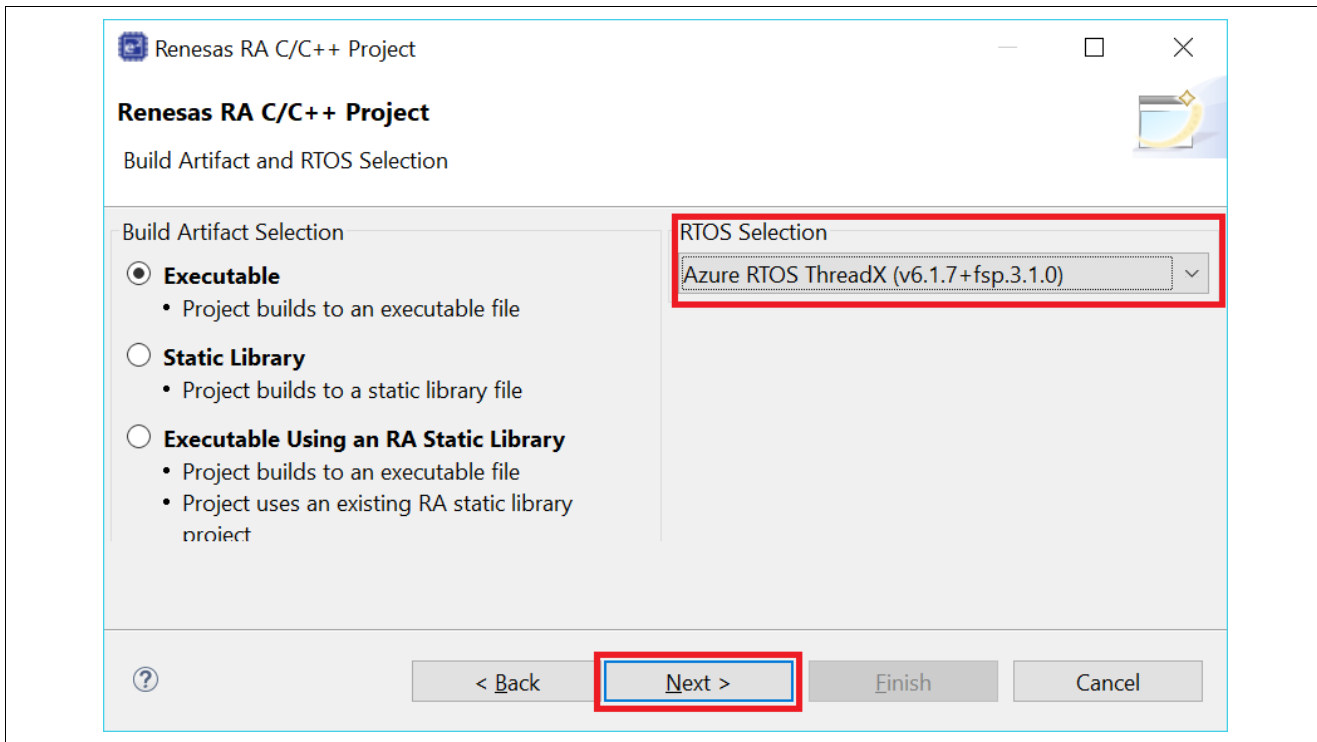 Renesas RA C/C++ Project
Renesas RA C/C++ Project
Build Artifact and RTOS Selection
Build Artifact Selection
Executable
• Project builds to an executable file
Static Library
• Project builds to a static library file
Executable Using an RA Static Library
• Project builds to an executable file
• Project uses an existing RA static library
project
RTOS Selection
Azure RTOS ThreadX (v6.1.7+fsp.3.1.0)
?
< Back
Next >
Finish
Cancel